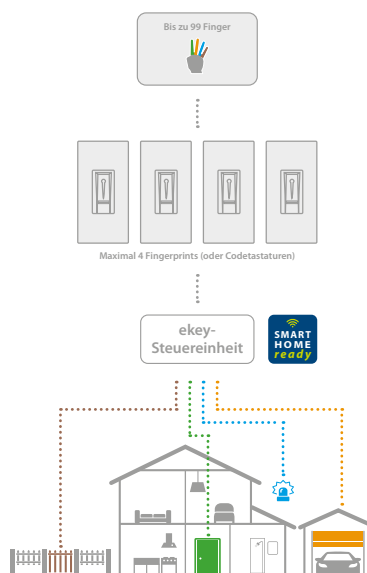 Bis zu 99 Finger
Maximal 4 Fingerprints (oder Codetastaturen)
ekey-
Steuereinheit
SMART
HOME
ready